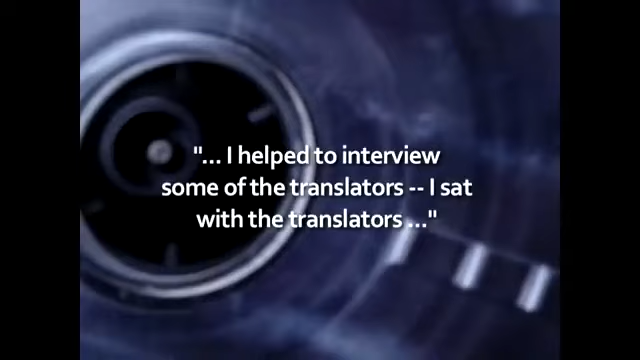 "... I helped to interview
some of the translators -- I sat
with the translators ..."